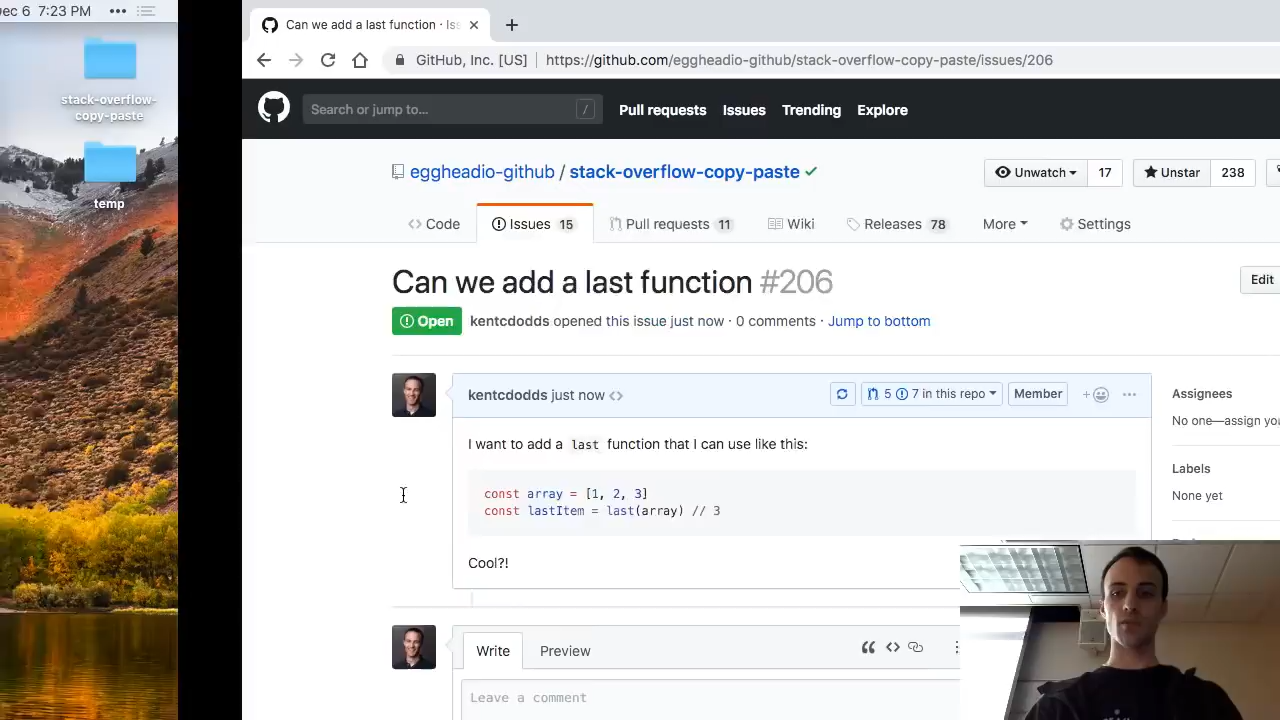 ec 6 7:23 PM
stack-overflow-
copy-paste
temp
Can we add a last function · Iss
GitHub, Inc. [US] https://github.com/eggheadio-github/stack-overflow-copy-paste/issues/206
Search or jump to… / Pull requests Issues Trending Explore
eggheadio-github / stack-overflow-copy-paste Unwatch 17 Unstar 238
Code Issues 15 Pull requests 11 Wiki Releases 78 More Settings
Can we add a last function #206 Edit
Open kentcdodds opened this issue just now · 0 comments · Jump to bottom
kentcdodds just now 5 7 in this repo Member Assignees
No one—assign you
I want to add a last function that I can use like this:
Labels
const array = [1, 2, 3] None yet
const lastItem = last(array) // 3
Cool?!
Write Preview
Leave a comment